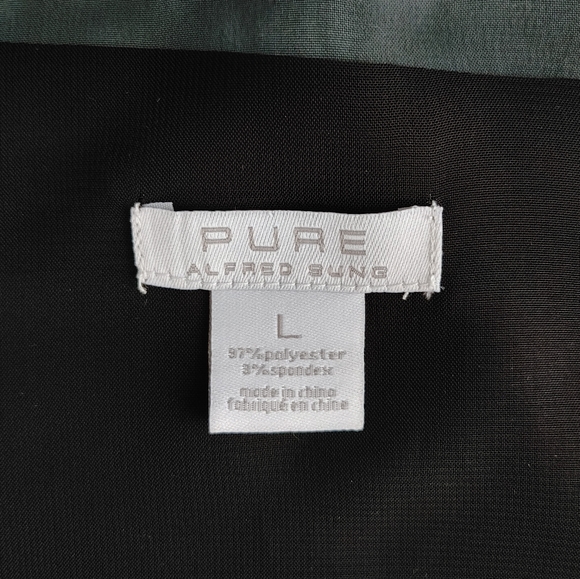 PURE
ALFRED SUNG
L
97% polyester
3% spandex
made in china
fabriqué en chine